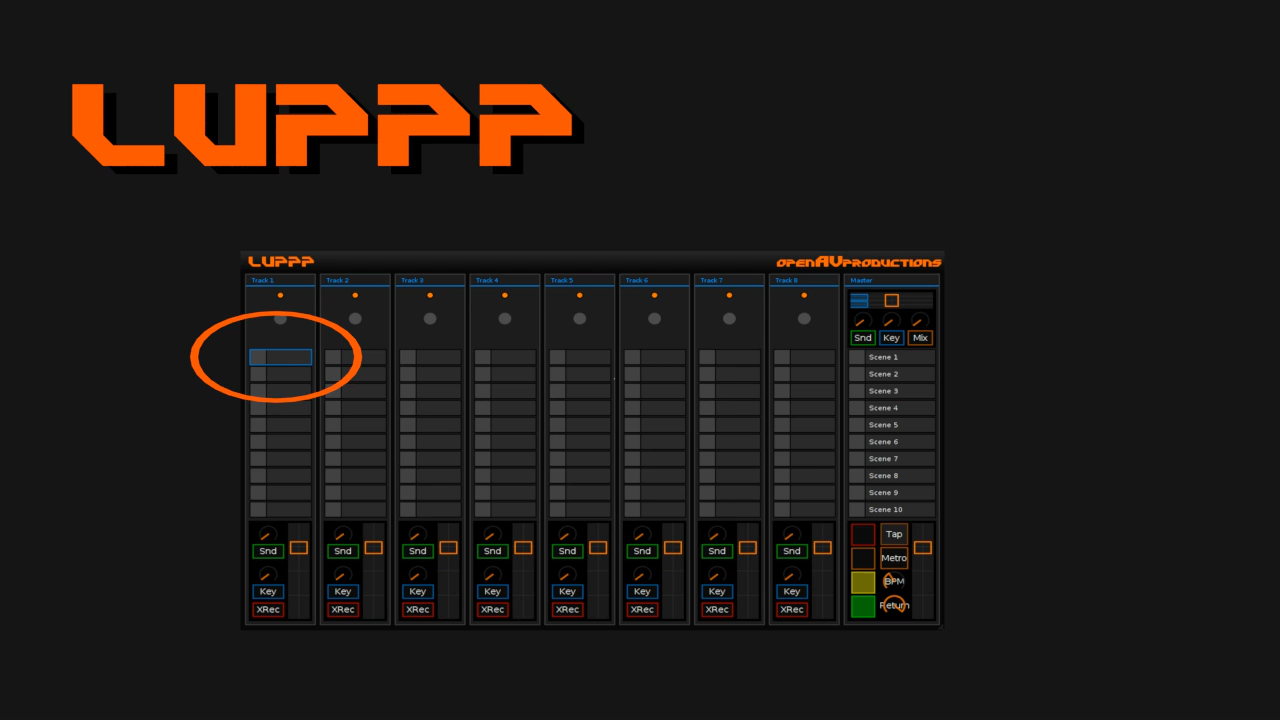 LUPPP
LUPPP openAVproductions
Track 1 Track 2 Track 3 Track 4 Track 5 Track 6 Track 7 Track 8 Master
Snd Key Mix
Scene 1
Scene 2
Scene 3
Scene 4
Scene 5
Scene 6
Scene 7
Scene 8
Scene 9
Scene 10
Tap
Snd Snd Snd Snd Snd Snd Snd Snd
Metro
BPM
Key Key Key Key Key Key Key Key
Return
XRec XRec XRec XRec XRec XRec XRec XRec